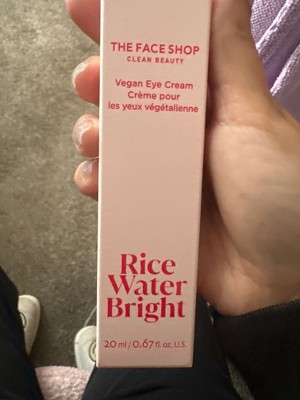 THE FACE SHOP
CLEAN BEAUTY
Vegan Eye Cream
Crème pour
les yeux végétalienne
Rice
Water
Bright
20 ml / 0.67 fl. oz. U.S.